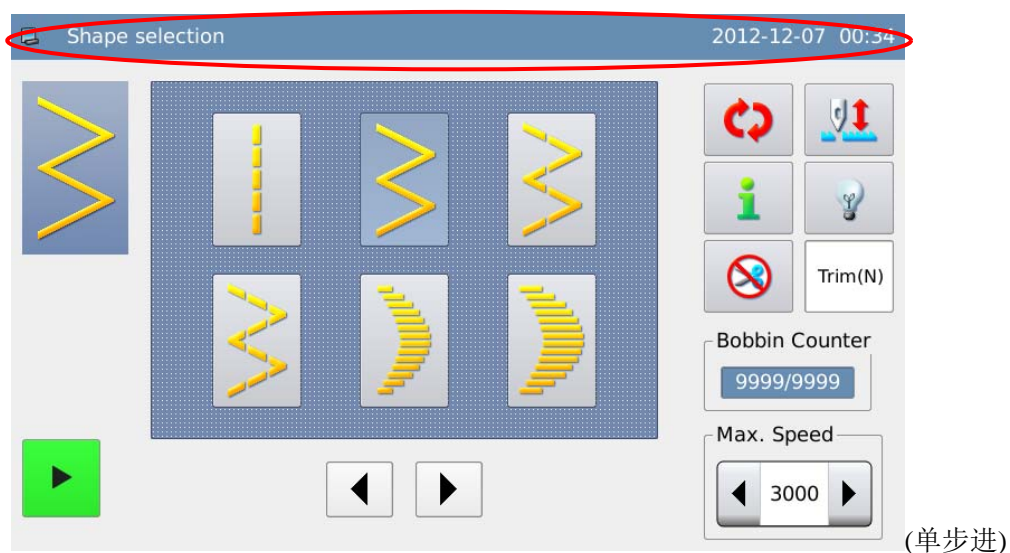 Shape selection 2012-12-07 00:34
Trim(N)
Bobbin Counter
9999/9999
Max. Speed
3000
(单步进)